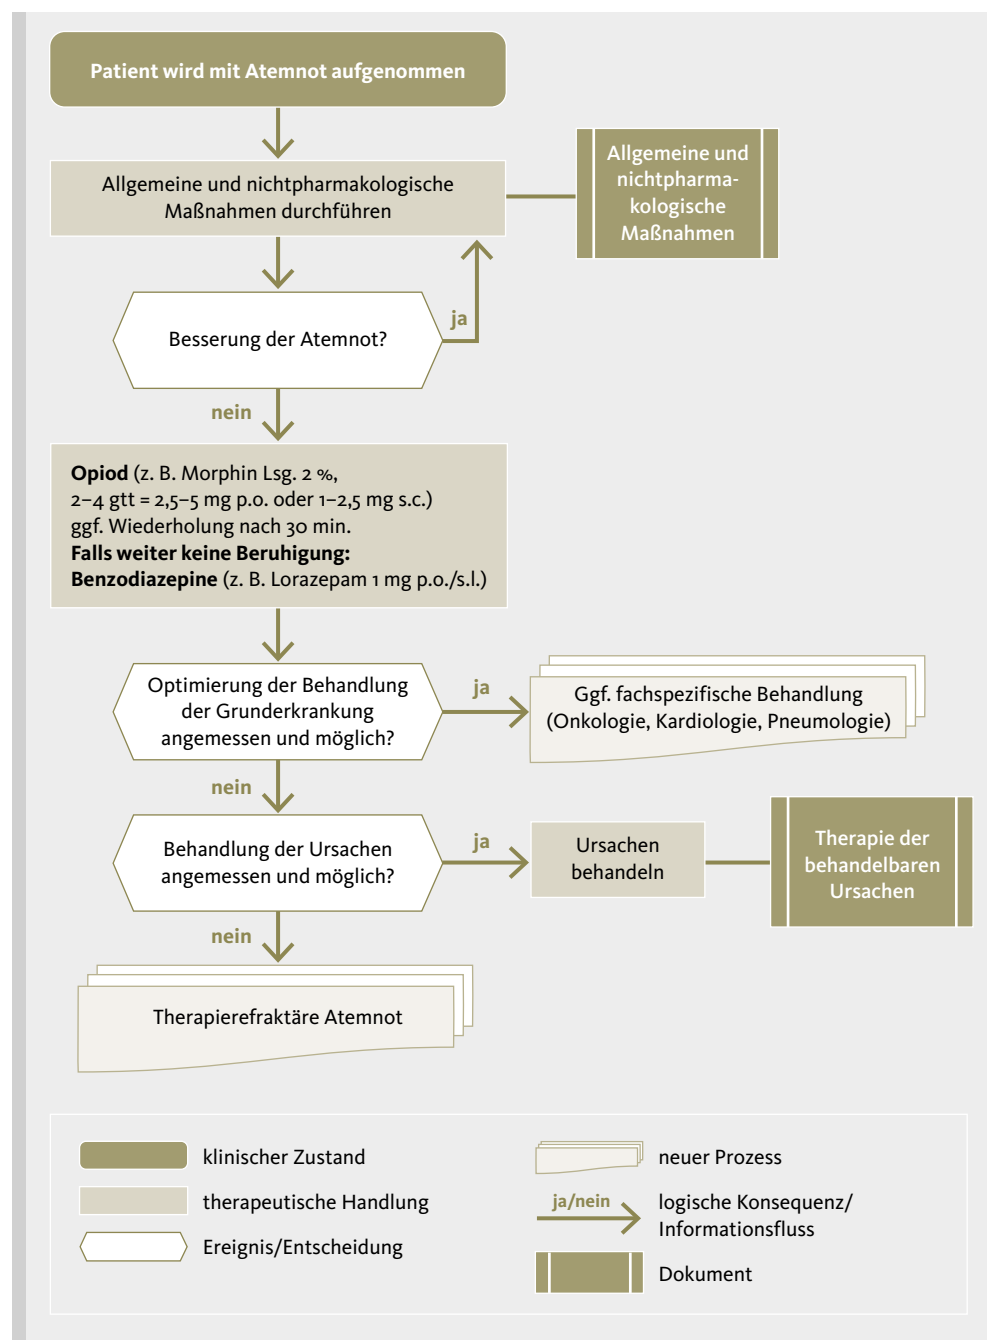 Patient wird mit Atemnot aufgenommen
Allgemeine und nichtpharmakologische
Maßnahmen durchführen
Allgemeine und
nichtpharma-
kologische
Maßnahmen
Besserung der Atemnot?
ja
nein
Opiod (z. B. Morphin Lsg. 2 %,
2–4 gtt = 2,5–5 mg p.o. oder 1–2,5 mg s.c.)
ggf. Wiederholung nach 30 min.
Falls weiter keine Beruhigung:
Benzodiazepine (z. B. Lorazepam 1 mg p.o./s.l.)
Optimierung der Behandlung
der Grunderkrankung
angemessen und möglich?
ja
Ggf. fachspezifische Behandlung
(Onkologie, Kardiologie, Pneumologie)
nein
Behandlung der Ursachen
angemessen und möglich?
ja
Ursachen
behandeln
Therapie der
behandelbaren
Ursachen
nein
Therapierefraktäre Atemnot
klinischer Zustand
therapeutische Handlung
Ereignis/Entscheidung
neuer Prozess
ja/nein
logische Konsequenz/
Informationsfluss
Dokument